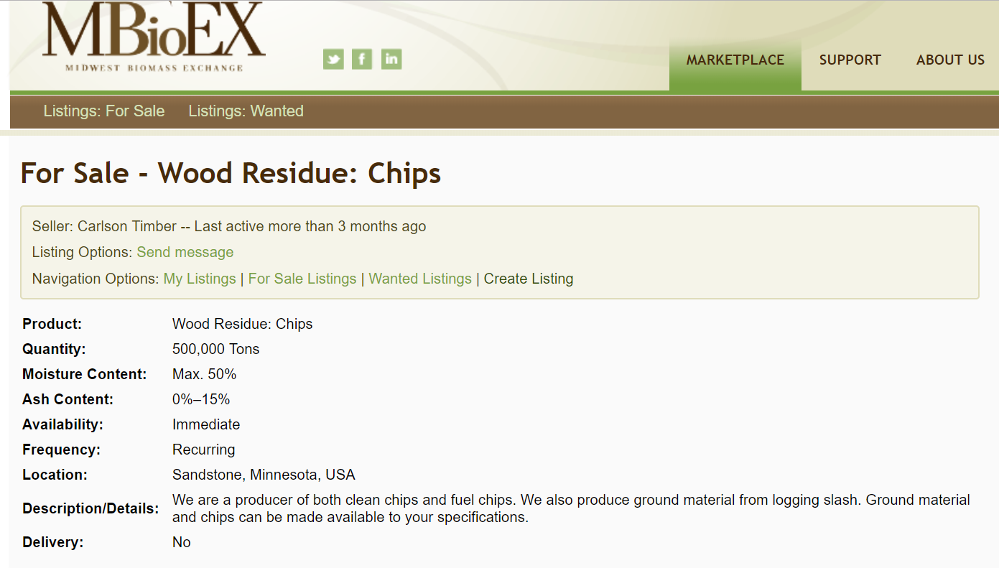 MBioEX
MIDWEST BIOMASS EXCHANGE
MARKETPLACE SUPPORT ABOUT US
Listings: For Sale Listings: Wanted
For Sale - Wood Residue: Chips
Seller: Carlson Timber -- Last active more than 3 months ago
Listing Options: Send message
Navigation Options: My Listings | For Sale Listings | Wanted Listings | Create Listing
Product: Wood Residue: Chips
Quantity: 500,000 Tons
Moisture Content: Max. 50%
Ash Content: 0%–15%
Availability: Immediate
Frequency: Recurring
Location: Sandstone, Minnesota, USA
Description/Details: We are a producer of both clean chips and fuel chips. We also produce ground material from logging slash. Ground material
and chips can be made available to your specifications.
Delivery: No